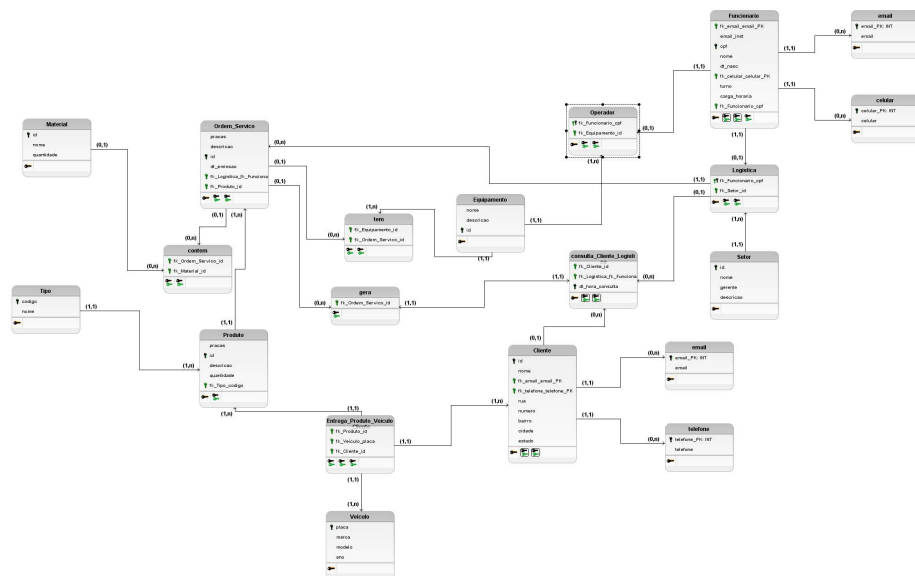 Funcionario
fk_email_email_PK
email_inst
cpf
nome
dt_nasc
fk_celular_celular_PK
turno
carga_horaria
fk_Funcionario_cpf
email
email_PK: INT
email
(0,n)
(1,1)
(1,1)
(1,1)
(0,n)
celular
celular_PK: INT
celular
Operador
fk_Funcionario_cpf
fk_Equipamento_id
(0,1)
(1,n)
Material
id
nome
quantidade
(0,1)
Ordem_Servico
pracas
descricao
id
dt_emissao
fk_Logistica_fk_Funciona
fk_Produto_id
(0,n)
(0,1)
(0,1)
(0,1)
(1,n)
(1,1)
(0,1)
Logistica
fk_Funcionario_cpf
fk_Setor_id
(1,1)
(0,1)
(1,n)
Equipamento
nome
descricao
id
(1,1)
(1,1)
tem
fk_Equipamento_id
fk_Ordem_Servico_id
(1,n)
(0,n)
contem
fk_Ordem_Servico_id
fk_Material_id
(0,n)
(0,n)
consulta_Cliente_Logisti
fk_Cliente_id
fk_Logistica_fk_Funciona
dt_hora_consulta
(1,1)
(0,n)
(0,n)
(1,1)
Setor
id
nome
gerente
descricao
Tipo
codigo
nome
(1,1)
gera
fk_Ordem_Servico_id
(0,n)
(1,1)
Produto
pracas
id
descricao
quantidade
fk_Tipo_codigo
(1,1)
(1,n)
(1,n)
Cliente
id
nome
fk_email_email_PK
fk_telefone_telefone_PK
rua
numero
bairro
cidade
estado
(0,1)
(1,n)
(1,1)
(1,1)
email
email_PK: INT
email
(0,n)
telefone
telefone_PK: INT
telefone
(0,n)
Entrega_Produto_Veiculo
fk_Produto_id
fk_Veiculo_placa
fk_Cliente_id
(1,1)
(1,1)
(1,1)
(1,n)
Veiculo
placa
marca
modelo
ano